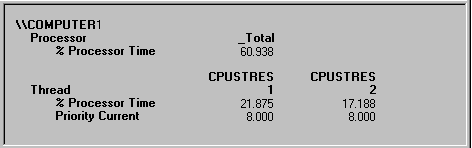 \\COMPUTER1
Processor _Total
% Processor Time 60.938
CPUSTRES CPUSTRES
Thread 1 2
% Processor Time 21.875 17.188
Priority Current 8.000 8.000